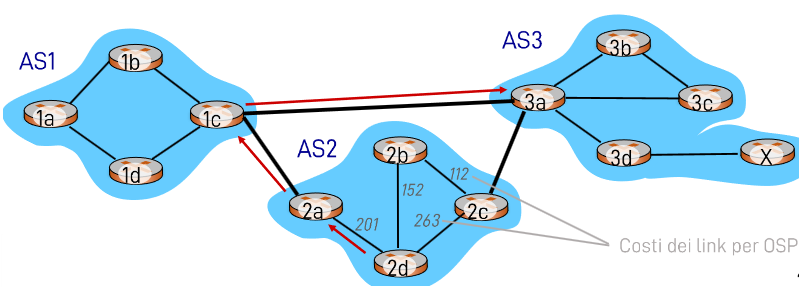 AS1
1b
1a
1c
1d
AS2
2b
112
152
2a
201
263
2c
2d
AS3
3b
3a
3c
3d
X
Costi dei link per OSP